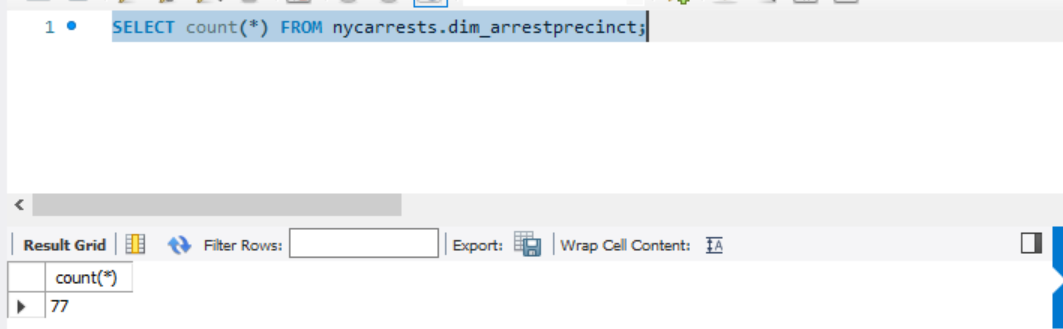 1 SELECT count(*) FROM nycarrests.dim_arrestprecinct;
Result Grid Filter Rows: Export: Wrap Cell Content:
count(*)
77